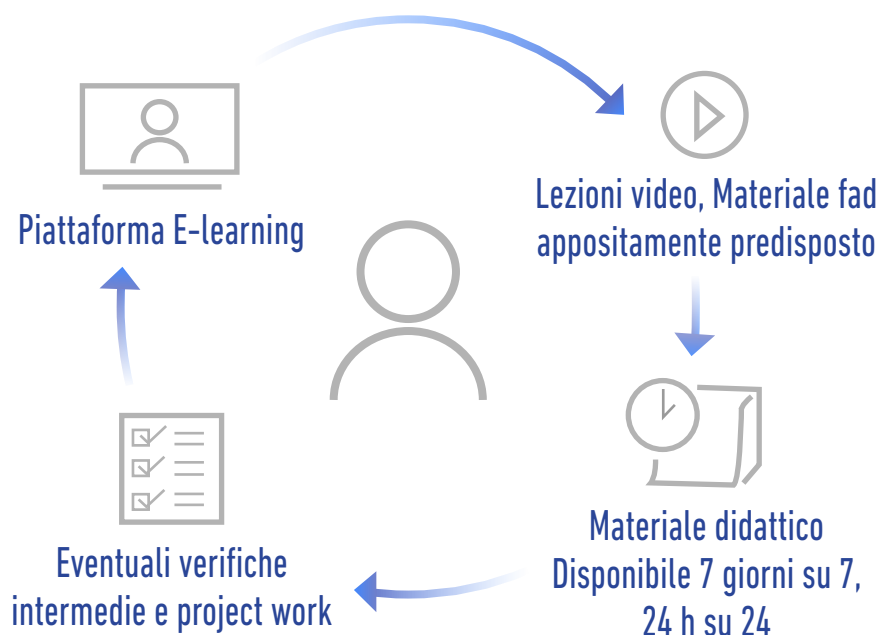 Piattaforma E-learning
Lezioni video, Materiale fad
appositamente predisposto
Materiale didattico
Disponibile 7 giorni su 7,
24 h su 24
Eventuali verifiche
intermedie e project work